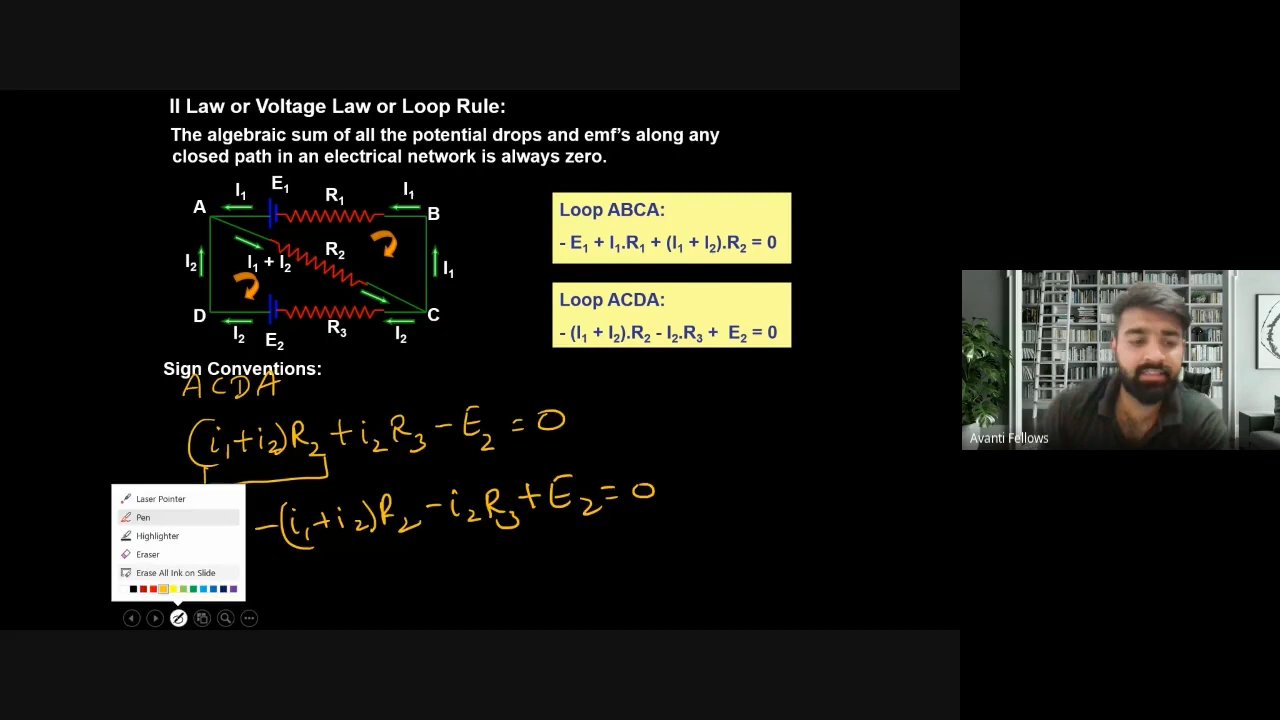 II Law or Voltage Law or Loop Rule:
The algebraic sum of all the potential drops and emf's along any
closed path in an electrical network is always zero.
I₁ E₁ R₁ I₁
A B
I₂ I₁ + I₂ R₂ I₁
D C
I₂ E₂ R₃ I₂
Loop ABCA:
- E₁ + I₁.R₁ + (I₁ + I₂).R₂ = 0
Loop ACDA:
- (I₁ + I₂).R₂ - I₂.R₃ + E₂ = 0
Sign Conventions:
ACDA
(i₁+i₂)R₂ + i₂R₃ - E₂ = 0
-(i₁+i₂)R₂ - i₂R₃ + E₂ = 0
Laser Pointer
Pen
Highlighter
Eraser
Erase All Ink on Slide
Avanti Fellows